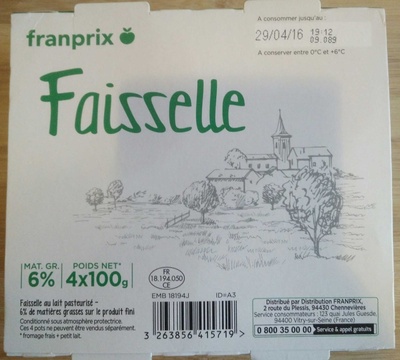 franprix
A consommer jusqu'au :
29/04/16 19:12
09.089
A conserver entre 0°C et +6°C
Faisselle
MAT. GR. POIDS NET*
6% 4x100g
FR
18.194.050
CE
EMB 18194J ID=A3
Faisselle au lait pasteurisé -
6% de matières grasses sur le produit fini
Conditionné sous atmosphère protectrice.
Ces 4 pots ne peuvent être vendus séparément.
* fromage frais + petit lait.
3 263856 415719 >
Distribué par Distribution FRANPRIX,
2 route du Plessis, 94430 Chennevières
Service consommateurs : 123 quai Jules Guesde,
94400 Vitry-sur-Seine (France)
0 800 35 00 00 Service & appel gratuits